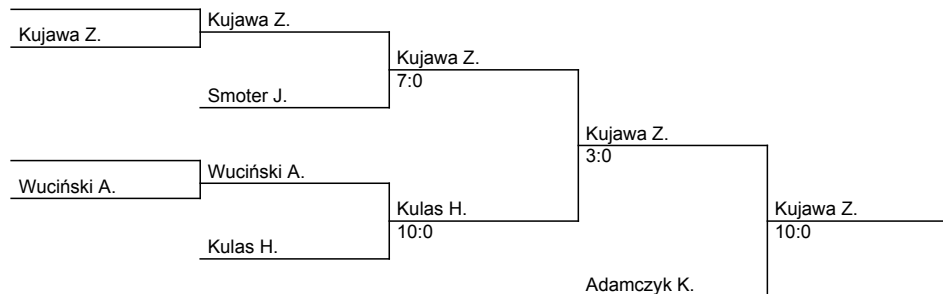 Kujawa Z.
Kujawa Z.
Kujawa Z.
7:0
Smoter J.
Kujawa Z.
3:0
Wuciński A.
Wuciński A.
Kulas H.
10:0
Kujawa Z.
10:0
Kulas H.
Adamczyk K.